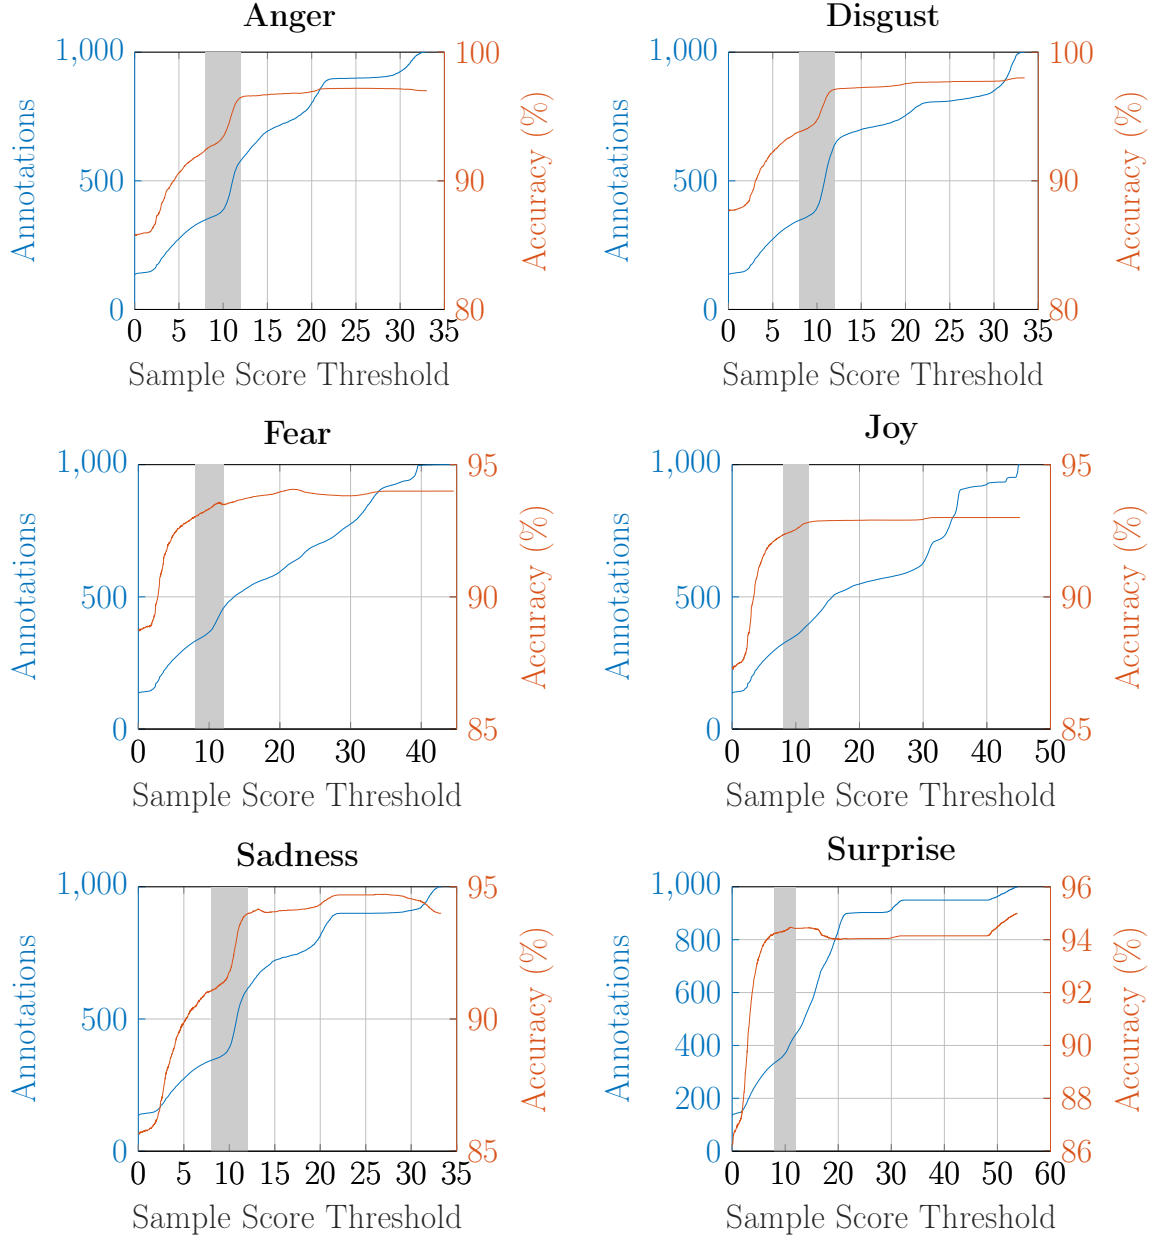 Anger
Disgust
1,000
500
0
Annotations
100
90
80
Accuracy (%)
0 5 10 15 20 25 30 35
Sample Score Threshold
1,000
500
0
Annotations
100
90
80
Accuracy (%)
0 5 10 15 20 25 30 35
Sample Score Threshold
Fear
Joy
1,000
500
0
Annotations
95
90
85
Accuracy (%)
0 10 20 30 40
Sample Score Threshold
1,000
500
0
Annotations
95
90
85
Accuracy (%)
0 10 20 30 40 50
Sample Score Threshold
Sadness
Surprise
1,000
500
0
Annotations
95
90
85
Accuracy (%)
0 5 10 15 20 25 30 35
Sample Score Threshold
1,000
800
600
400
200
0
Annotations
96
94
92
90
88
86
Accuracy (%)
0 10 20 30 40 50 60
Sample Score Threshold